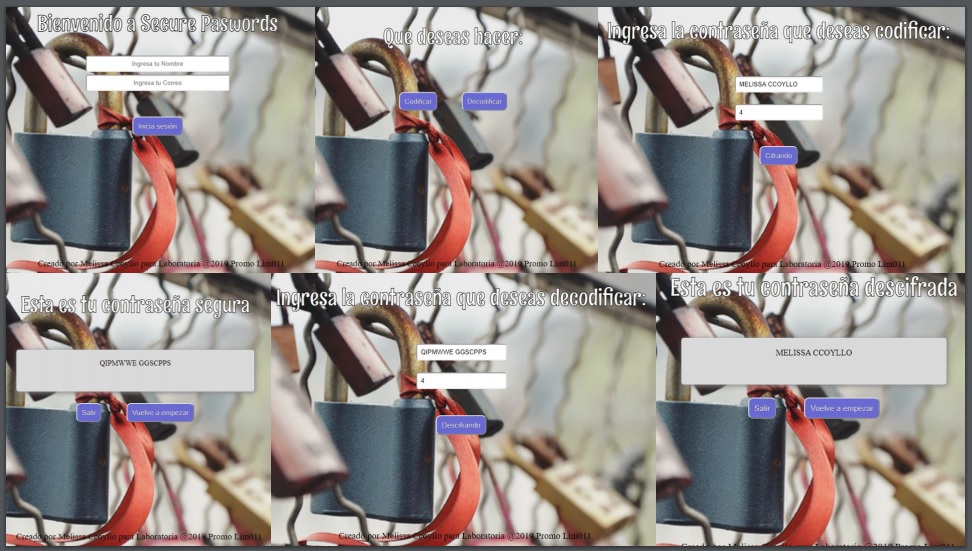 Bienvenido a Secure Paswords
Ingresa tu Nombre
Ingresa tu Correo
Inicia sesión
Creado por Melissa Ccoyllo para Laboratoria @2019 Promo Lim011
Que deseas hacer:
Codificar
Decodificar
Creado por Melissa Ccoyllo para Laboratoria @2019 Promo Lim011
Ingresa la contraseña que deseas codificar:
MELISSA CCOYLLO
4
Cifrando
Creado por Melissa Ccoyllo para Laboratoria @2019 Promo Lim011
Esta es tu contraseña segura
QIPMWWE GGSCPPS
Salir
Vuelve a empezar
Creado por Melissa Ccoyllo para Laboratoria @2019 Promo Lim011
Ingresa la contraseña que deseas decodificar:
QIPMWWE GGSCPPS
4
Descifrando
Creado por Melissa Ccoyllo para Laboratoria @2019 Promo Lim011
Esta es tu contraseña descifrada
MELISSA CCOYLLO
Salir
Vuelve a empezar